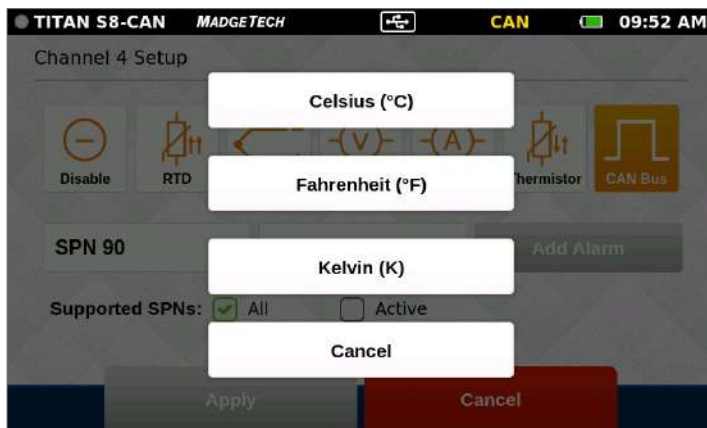 TITAN S8-CAN MADGETECH CAN 09:52 AM
Channel 4 Setup
Celsius (°C)
(V) (A)
Disable RTD Fahrenheit (°F) Thermistor CAN Bus
SPN 90 Kelvin (K) Add Alarm
Supported SPNs: All Active
Cancel
Apply Cancel